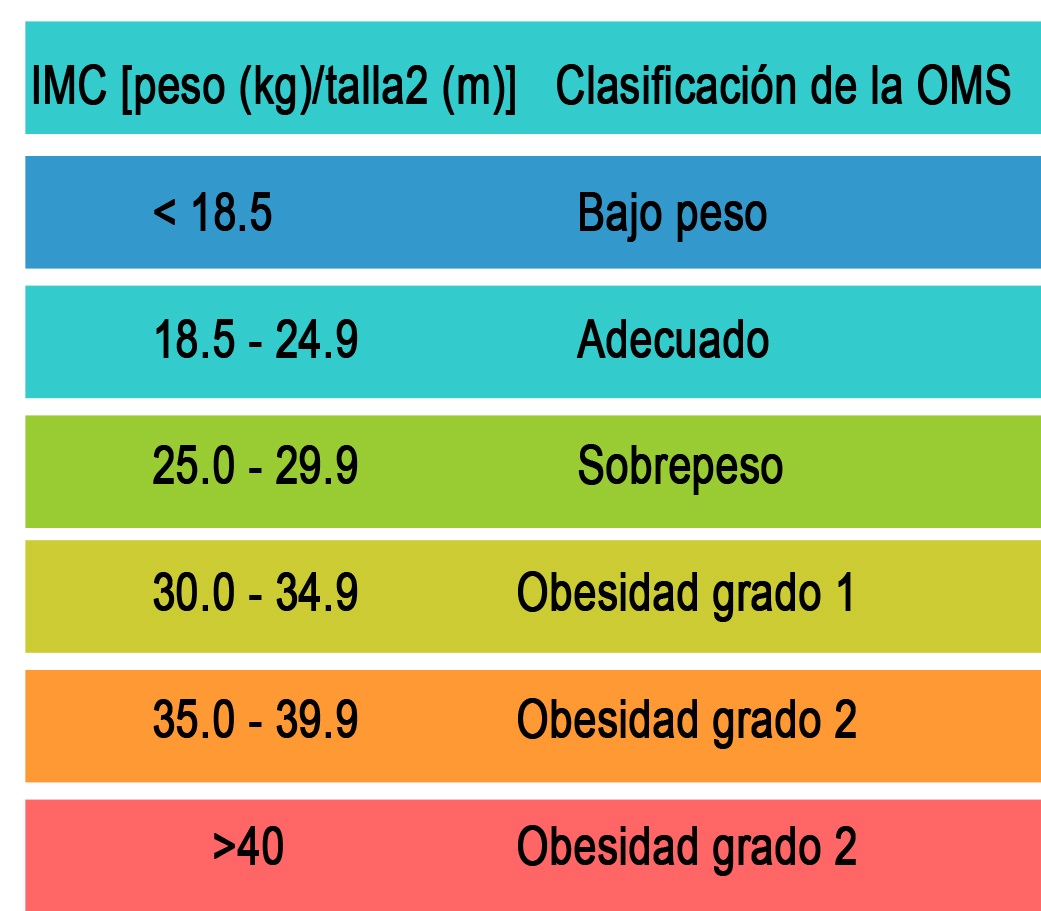 IMC [peso (kg)/talla2 (m)] Clasificación de la OMS
< 18.5 Bajo peso
18.5 - 24.9 Adecuado
25.0 - 29.9 Sobrepeso
30.0 - 34.9 Obesidad grado 1
35.0 - 39.9 Obesidad grado 2
>40 Obesidad grado 2